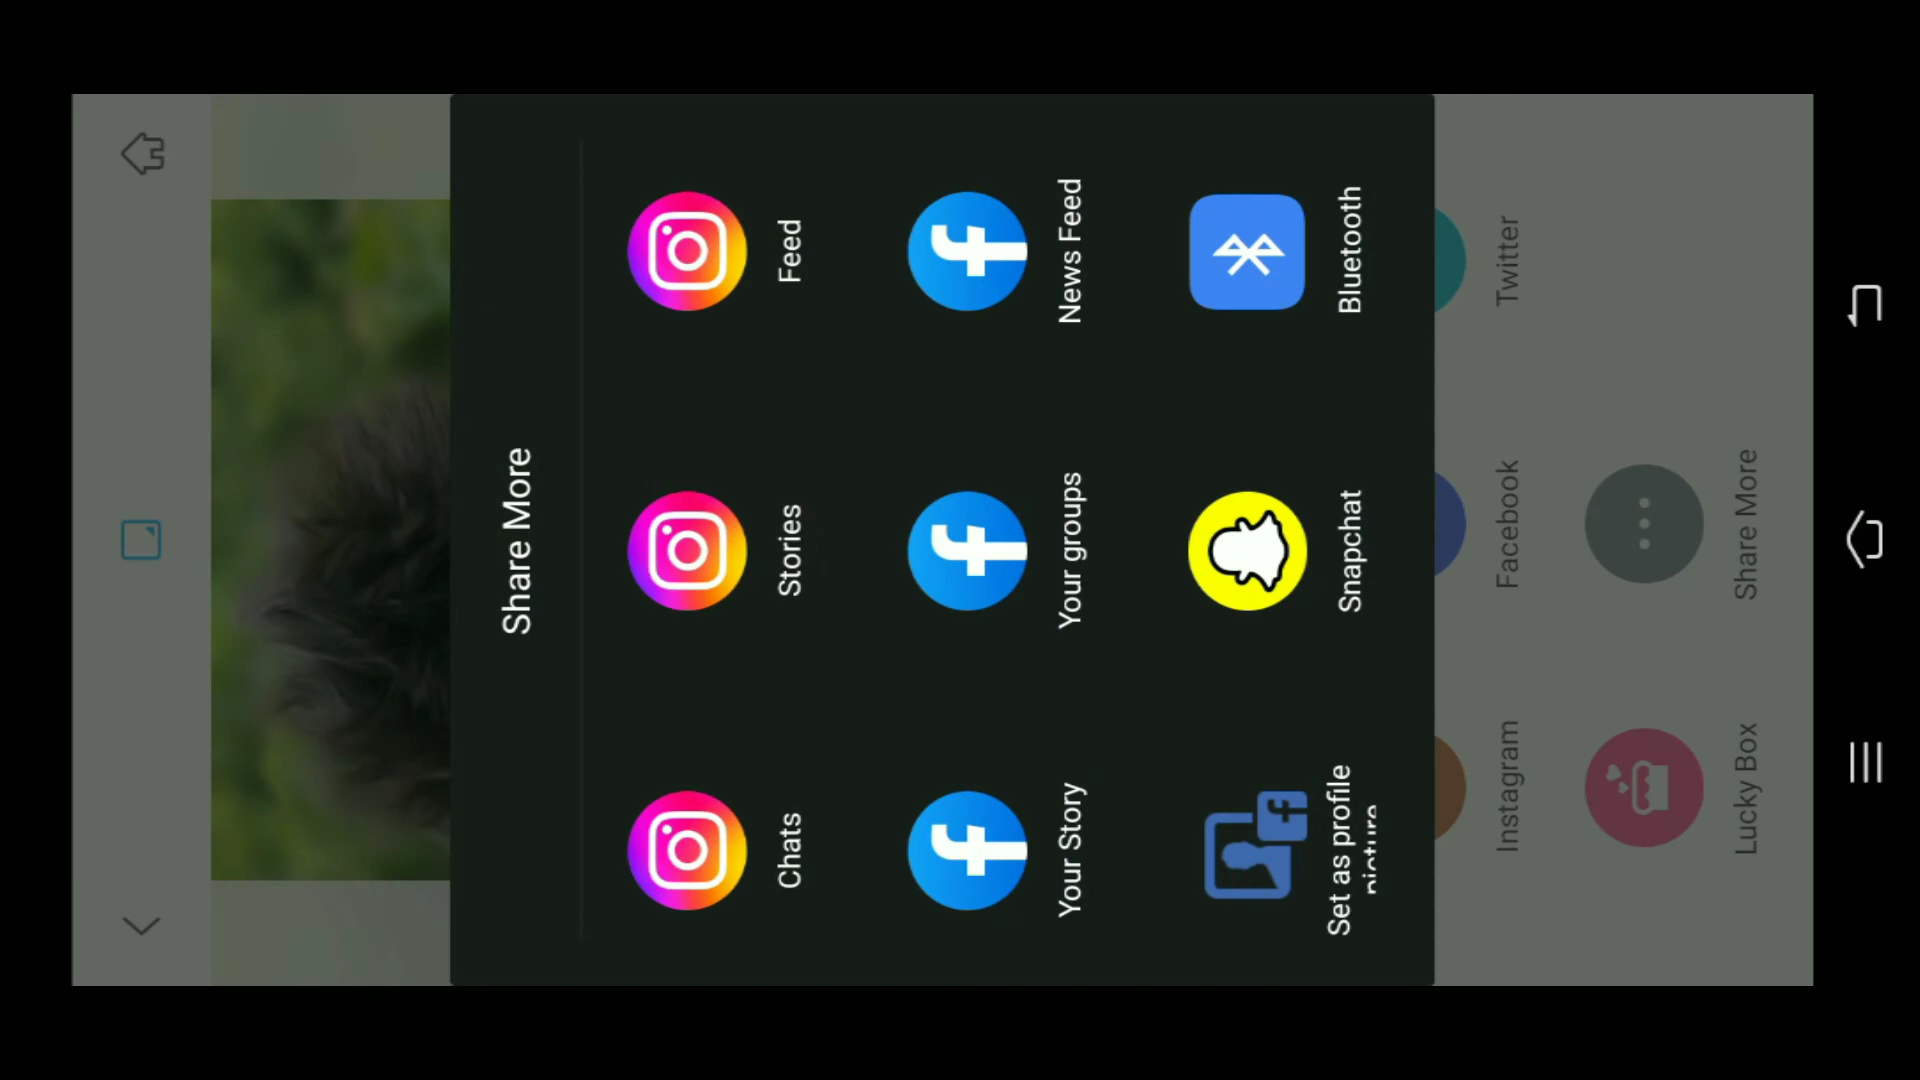 Share More
Chats
Stories
Feed
Your Story
Your groups
News Feed
Set as profile
picture
Snapchat
Bluetooth
Instagram
Facebook
Twitter
Lucky Box
Share More